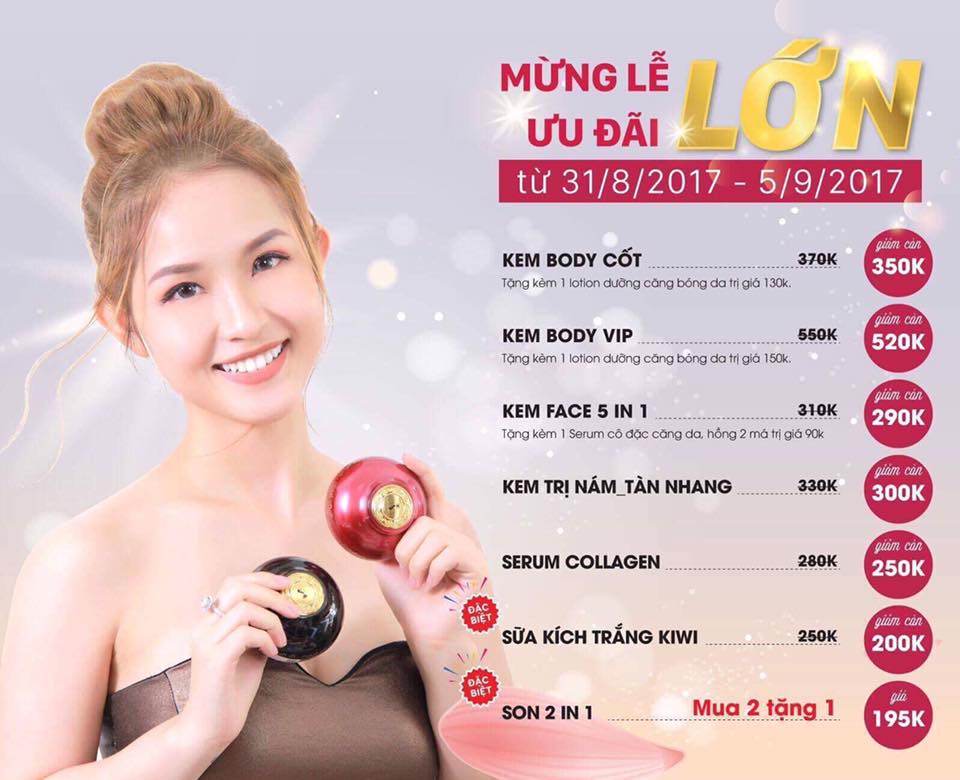 MỪNG LỄ
ƯU ĐÃI
LỚN
từ 31/8/2017 - 5/9/2017
KEM BODY CỐT 370K giảm còn 350K
Tặng kèm 1 lotion dưỡng căng bóng da trị giá 130k.
KEM BODY VIP 550K giảm còn 520K
Tặng kèm 1 lotion dưỡng căng bóng da trị giá 150k.
KEM FACE 5 IN 1 310K giảm còn 290K
Tặng kèm 1 Serum cô đặc căng da, hồng 2 má trị giá 90k
KEM TRỊ NÁM_TÀN NHANG 330K giảm còn 300K
SERUM COLLAGEN 280K giảm còn 250K
ĐẶC
BIỆT
SỮA KÍCH TRẮNG KIWI 250K giảm còn 200K
ĐẶC
BIỆT
SON 2 IN 1 Mua 2 tặng 1 giá 195K